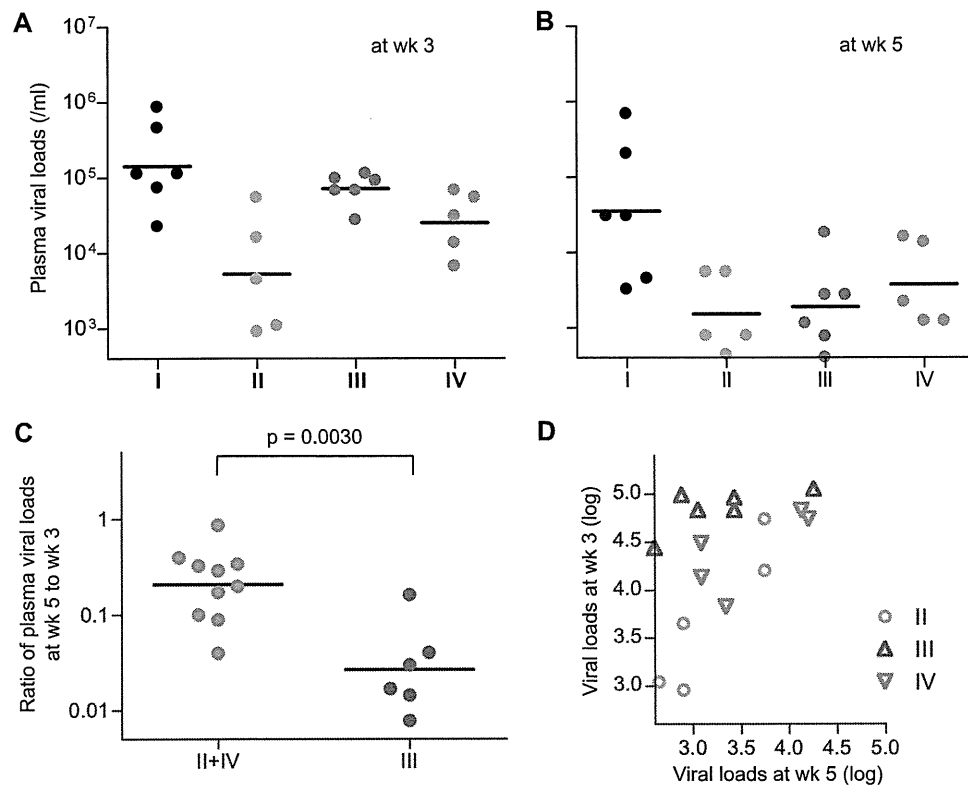 A
at wk 3
Plasma viral loads (/ml)
10⁷
10⁶
10⁵
10⁴
10³
I II III IV
B
at wk 5
I II III IV
C
p = 0.0030
Ratio of plasma viral loads
at wk 5 to wk 3
1
0.1
0.01
II+IV III
D
Viral loads at wk 3 (log)
5.0
4.5
4.0
3.5
3.0
3.0 3.5 4.0 4.5 5.0
Viral loads at wk 5 (log)
II
III
IV